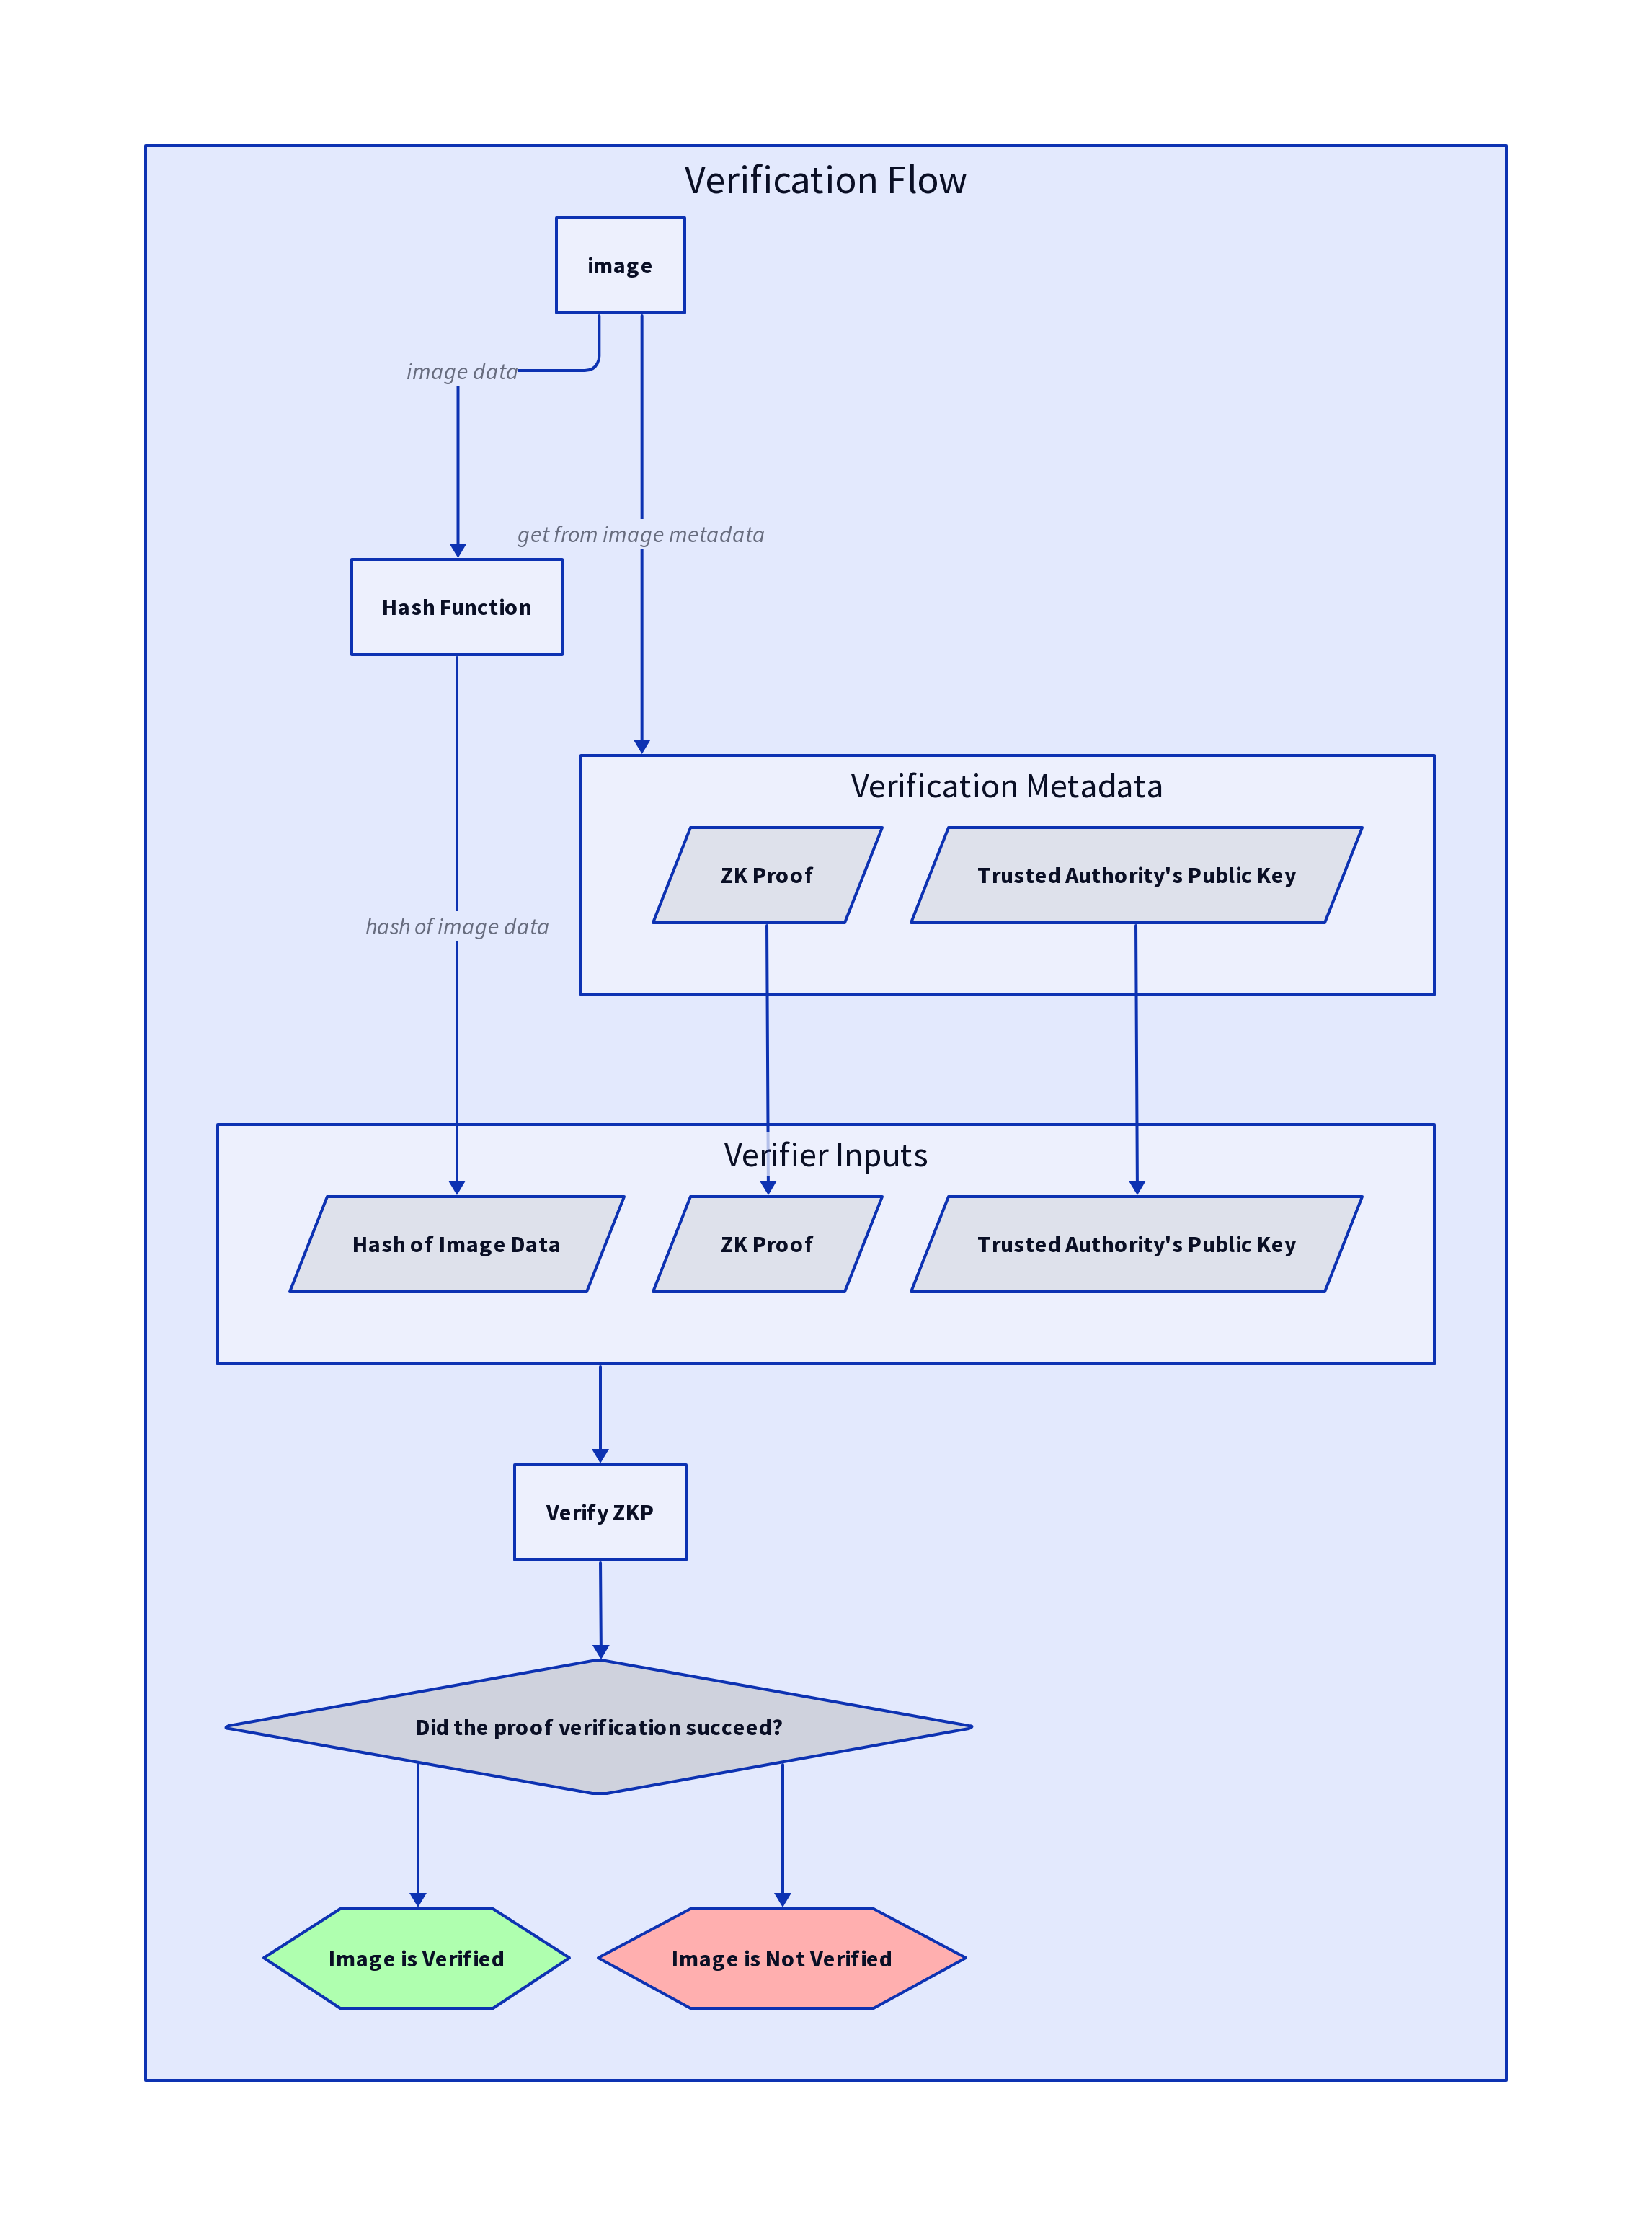 Verification Flow
image
image data
get from image metadata
Hash Function
Verification Metadata
ZK Proof
Trusted Authority's Public Key
hash of image data
Verifier Inputs
Hash of Image Data
ZK Proof
Trusted Authority's Public Key
Verify ZKP
Did the proof verification succeed?
Image is Verified
Image is Not Verified